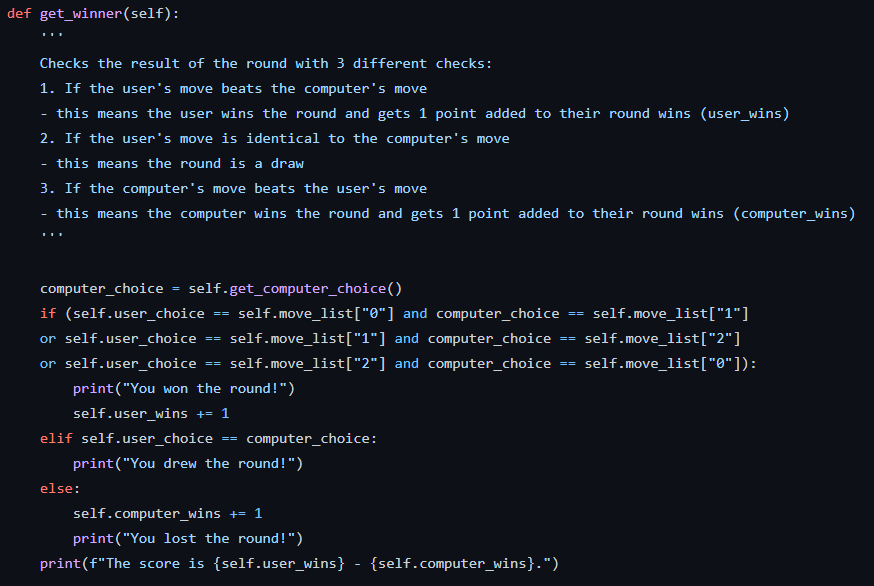 def get_winner(self):
    '''
    Checks the result of the round with 3 different checks:
    1. If the user's move beats the computer's move
    - this means the user wins the round and gets 1 point added to their round wins (user_wins)
    2. If the user's move is identical to the computer's move
    - this means the round is a draw
    3. If the computer's move beats the user's move
    - this means the computer wins the round and gets 1 point added to their round wins (computer_wins)
    '''
    computer_choice = self.get_computer_choice()
    if (self.user_choice == self.move_list["0"] and computer_choice == self.move_list["1"]
    or self.user_choice == self.move_list["1"] and computer_choice == self.move_list["2"]
    or self.user_choice == self.move_list["2"] and computer_choice == self.move_list["0"]):
        print("You won the round!")
        self.user_wins += 1
    elif self.user_choice == computer_choice:
        print("You drew the round!")
    else:
        self.computer_wins += 1
        print("You lost the round!")
    print(f"The score is {self.user_wins} - {self.computer_wins}.")